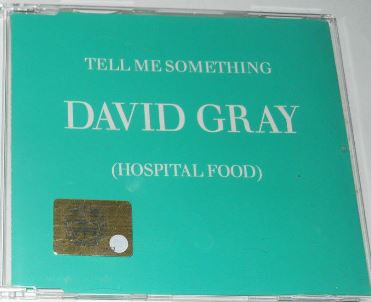 TELL ME SOMETHING
DAVID GRAY
(HOSPITAL FOOD)